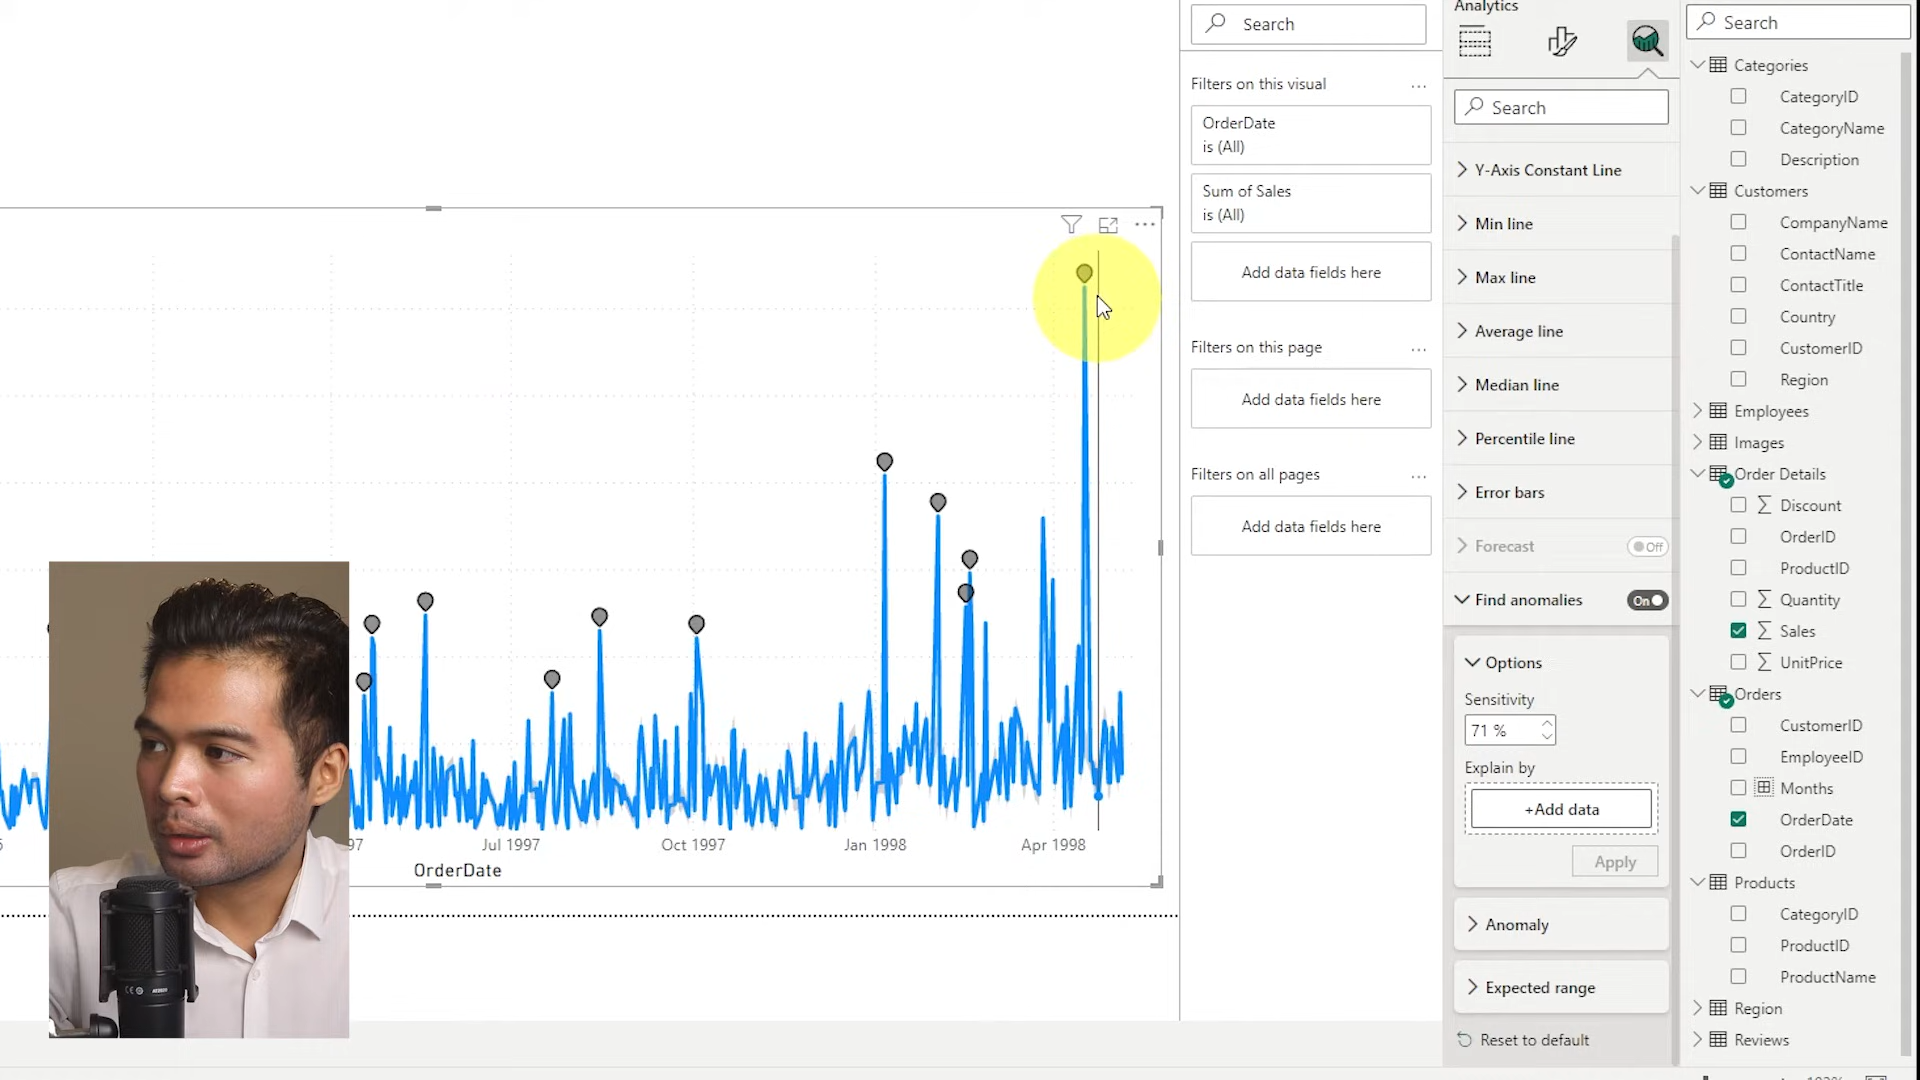 Search
Filters on this visual
...
OrderDate
is (All)
Sum of Sales
is (All)
Add data fields here
Filters on this page
...
Add data fields here
Filters on all pages
...
Add data fields here
Analytics
Search
Y-Axis Constant Line
Min line
Max line
Average line
Median line
Percentile line
Error bars
Forecast
Off
Find anomalies
On
Options
Sensitivity
71 %
Explain by
+Add data
Apply
Anomaly
Expected range
Reset to default
Search
Categories
CategoryID
CategoryName
Description
Customers
CompanyName
ContactName
ContactTitle
Country
CustomerID
Region
Employees
Images
Order Details
Discount
OrderID
ProductID
Quantity
Sales
UnitPrice
Orders
CustomerID
EmployeeID
Months
OrderDate
OrderID
Products
CategoryID
ProductID
ProductName
Region
Reviews
97
Jul 1997
Oct 1997
Jan 1998
Apr 1998
OrderDate